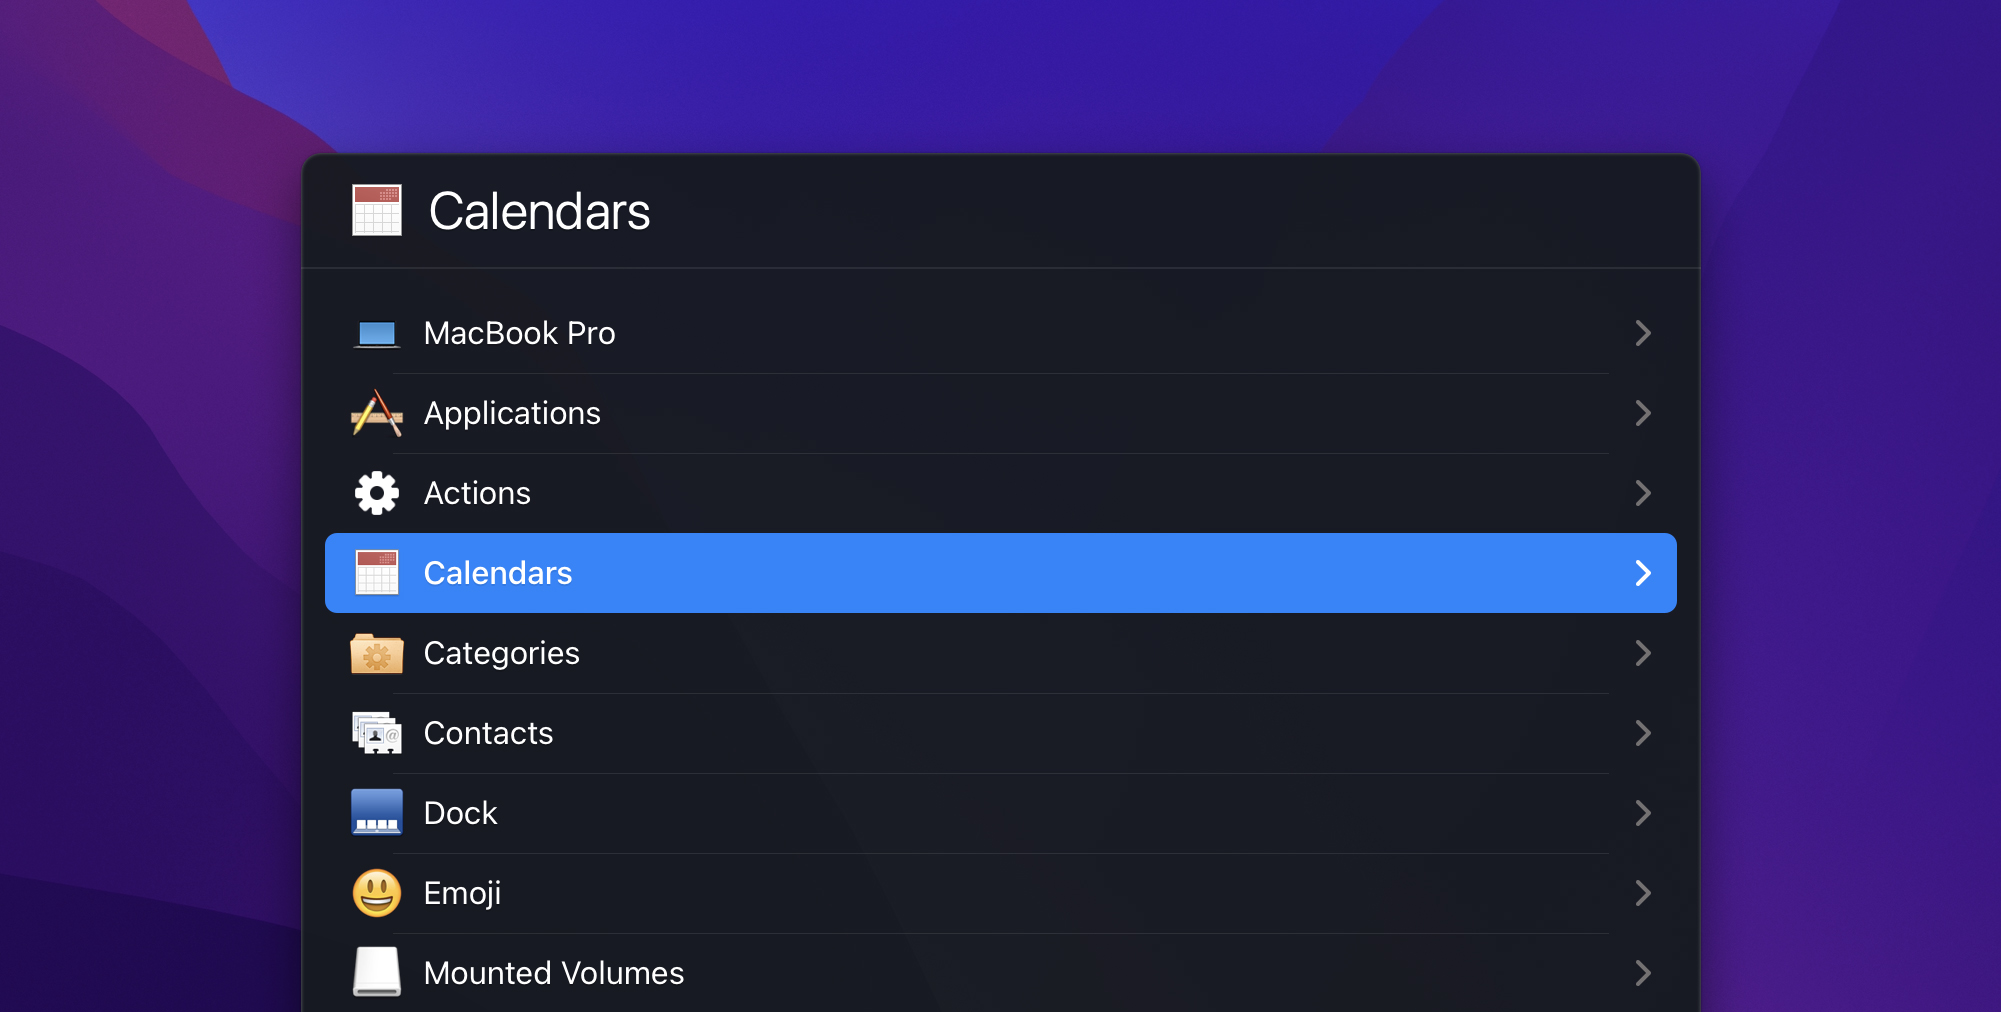 Calendars
MacBook Pro
Applications
Actions
Calendars
Categories
Contacts
Dock
Emoji
Mounted Volumes